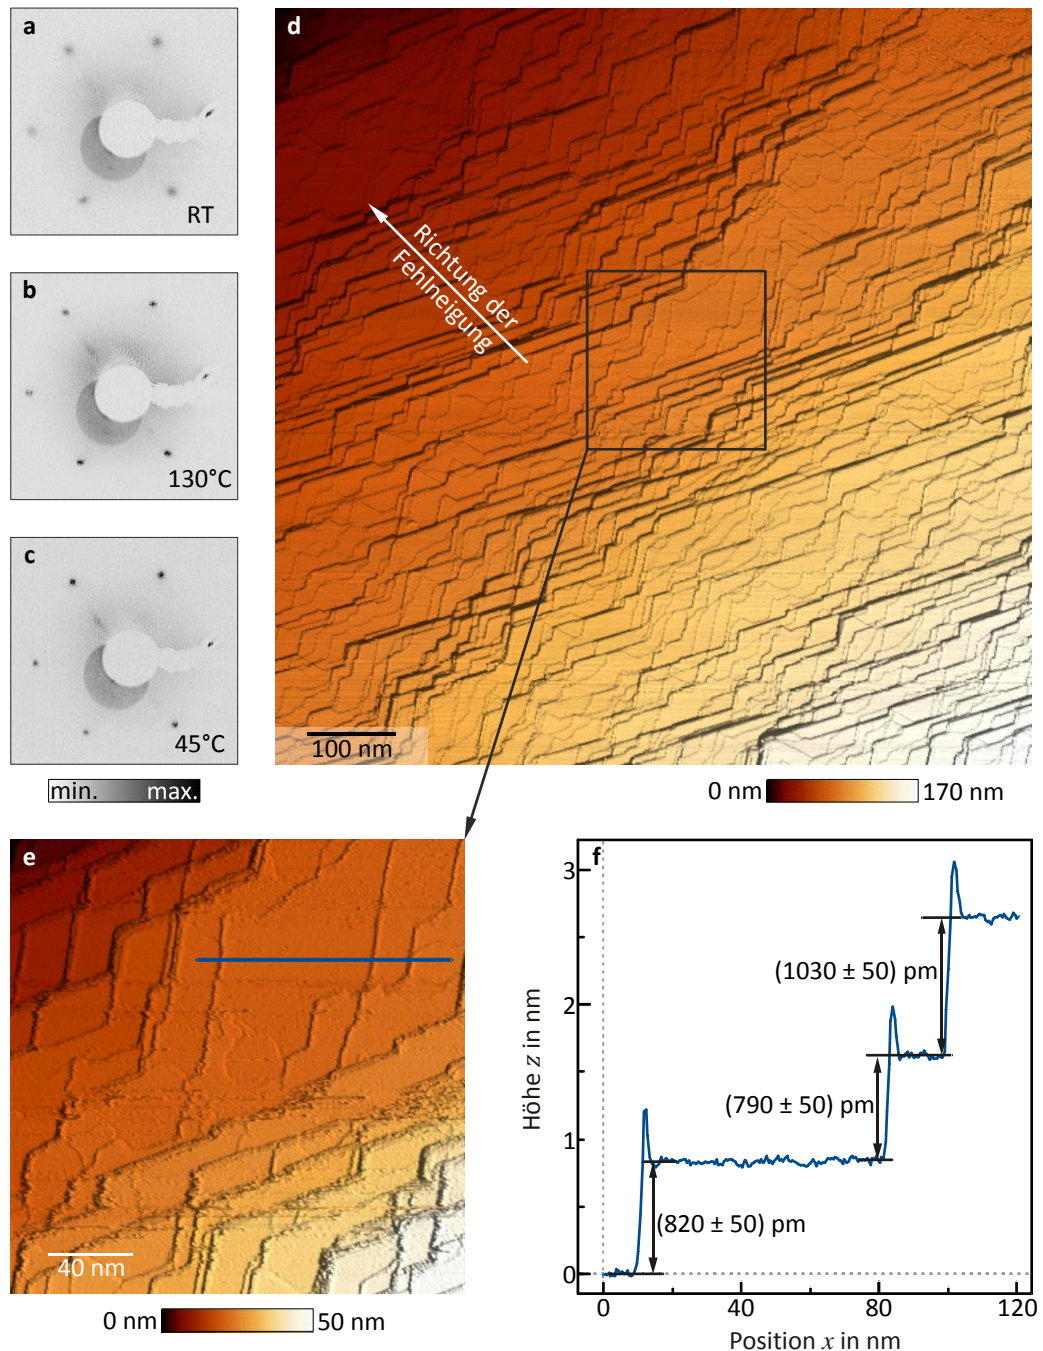 a
RT
b
130°C
c
45°C
min. max.
d
Richtung der
Fehlneigung
100 nm
0 nm 170 nm
e
40 nm
0 nm 50 nm
f
3
2
1
0
(1030 ± 50) pm
(790 ± 50) pm
(820 ± 50) pm
Höhe z in nm
0 40 80 120
Position x in nm